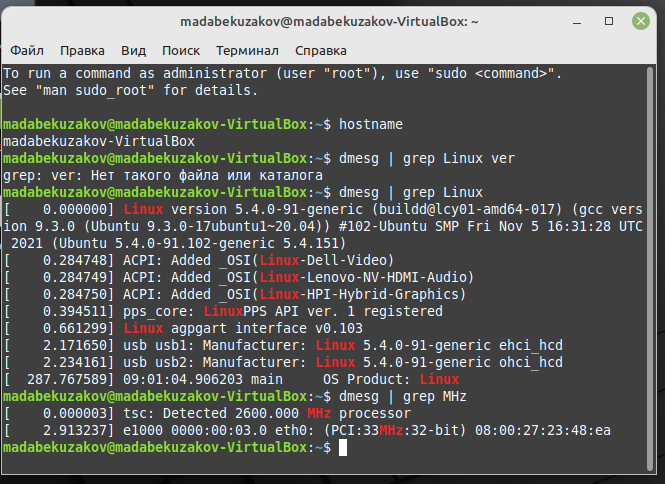 madabekuzakov@madabekuzakov-VirtualBox: ~
Файл Правка Вид Поиск Терминал Справка
To run a command as administrator (user "root"), use "sudo <command>".
See "man sudo_root" for details.
madabekuzakov@madabekuzakov-VirtualBox:~$ hostname
madabekuzakov-VirtualBox
madabekuzakov@madabekuzakov-VirtualBox:~$ dmesg | grep Linux ver
grep: ver: Нет такого файла или каталога
madabekuzakov@madabekuzakov-VirtualBox:~$ dmesg | grep Linux
[    0.000000] Linux version 5.4.0-91-generic (buildd@lcy01-amd64-017) (gcc vers
ion 9.3.0 (Ubuntu 9.3.0-17ubuntu1~20.04)) #102-Ubuntu SMP Fri Nov 5 16:31:28 UTC
 2021 (Ubuntu 5.4.0-91.102-generic 5.4.151)
[    0.284748] ACPI: Added _OSI(Linux-Dell-Video)
[    0.284749] ACPI: Added _OSI(Linux-Lenovo-NV-HDMI-Audio)
[    0.284750] ACPI: Added _OSI(Linux-HPI-Hybrid-Graphics)
[    0.394511] pps_core: LinuxPPS API ver. 1 registered
[    0.661299] Linux agpgart interface v0.103
[    2.171650] usb usb1: Manufacturer: Linux 5.4.0-91-generic ehci_hcd
[    2.234161] usb usb2: Manufacturer: Linux 5.4.0-91-generic ohci_hcd
[  287.767589] 09:01:04.906203 main     OS Product: Linux
madabekuzakov@madabekuzakov-VirtualBox:~$ dmesg | grep MHz
[    0.000003] tsc: Detected 2600.000 MHz processor
[    2.913237] e1000 0000:00:03.0 eth0: (PCI:33MHz:32-bit) 08:00:27:23:48:ea
madabekuzakov@madabekuzakov-VirtualBox:~$